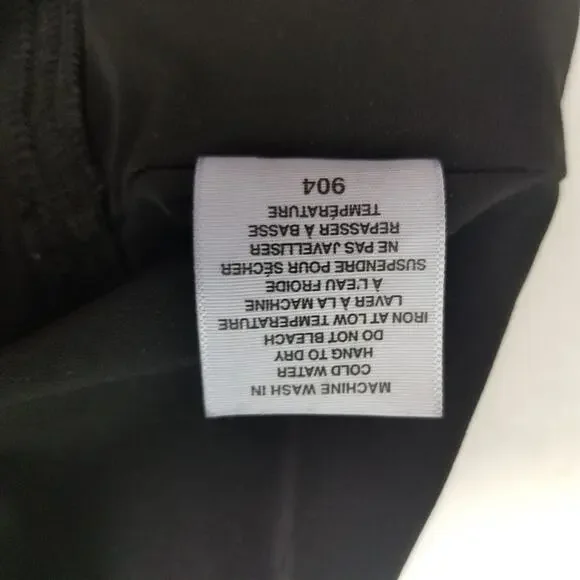 MACHINE WASH IN
COLD WATER
HANG TO DRY
DO NOT BLEACH
IRON AT LOW TEMPERATURE
LAVER À LA MACHINE
À L'EAU FROIDE
SUSPENDRE POUR SÉCHER
NE PAS JAVELLISER
REPASSER À BASSE
TEMPÉRATURE
904